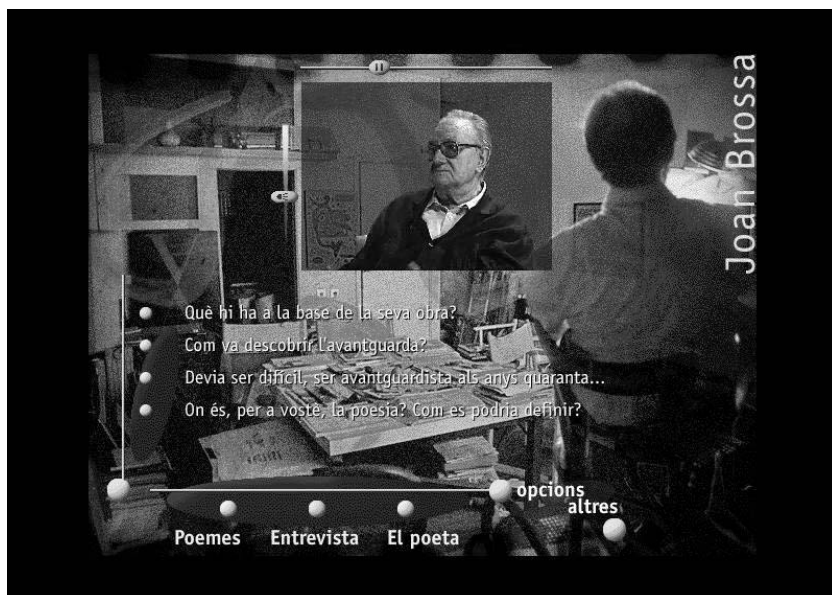 Joan Brossa
Què hi ha a la base de la seva obra?
Com va descobrir l'avantguarda?
Devia ser difícil, ser avantguardista als anys quaranta...
On és, per a vostè, la poesia? Com es podria definir?
opcions
altres
Poemes Entrevista El poeta